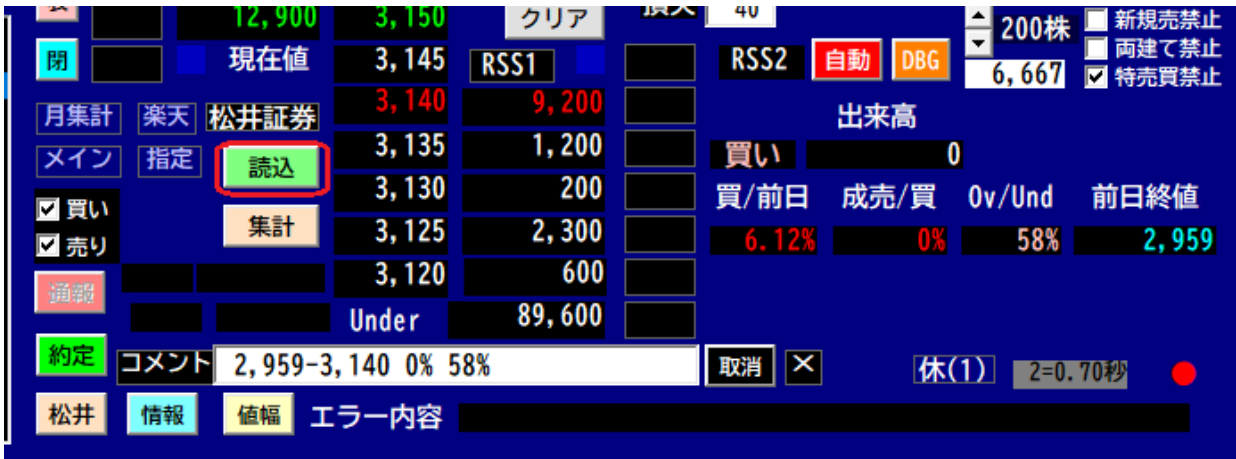 12,900 3,150 クリア 損失 40 200株 新規売禁止
閉 現在値 3,145 RSS1 RSS2 自動 DBG 6,667 両建て禁止
特売買禁止
月集計 楽天 松井証券 3,140 9,200 出来高
メイン 指定 読込 3,135 1,200 買い 0
買い 3,130 200 買/前日 成売/買 Ov/Und 前日終値
売り 集計 3,125 2,300 6.12% 0% 58% 2,959
通報 3,120 600
Under 89,600
約定 コメント 2,959-3,140 0% 58% 取消 × 休(1) 2=0.70秒
松井 情報 値幅 エラー内容